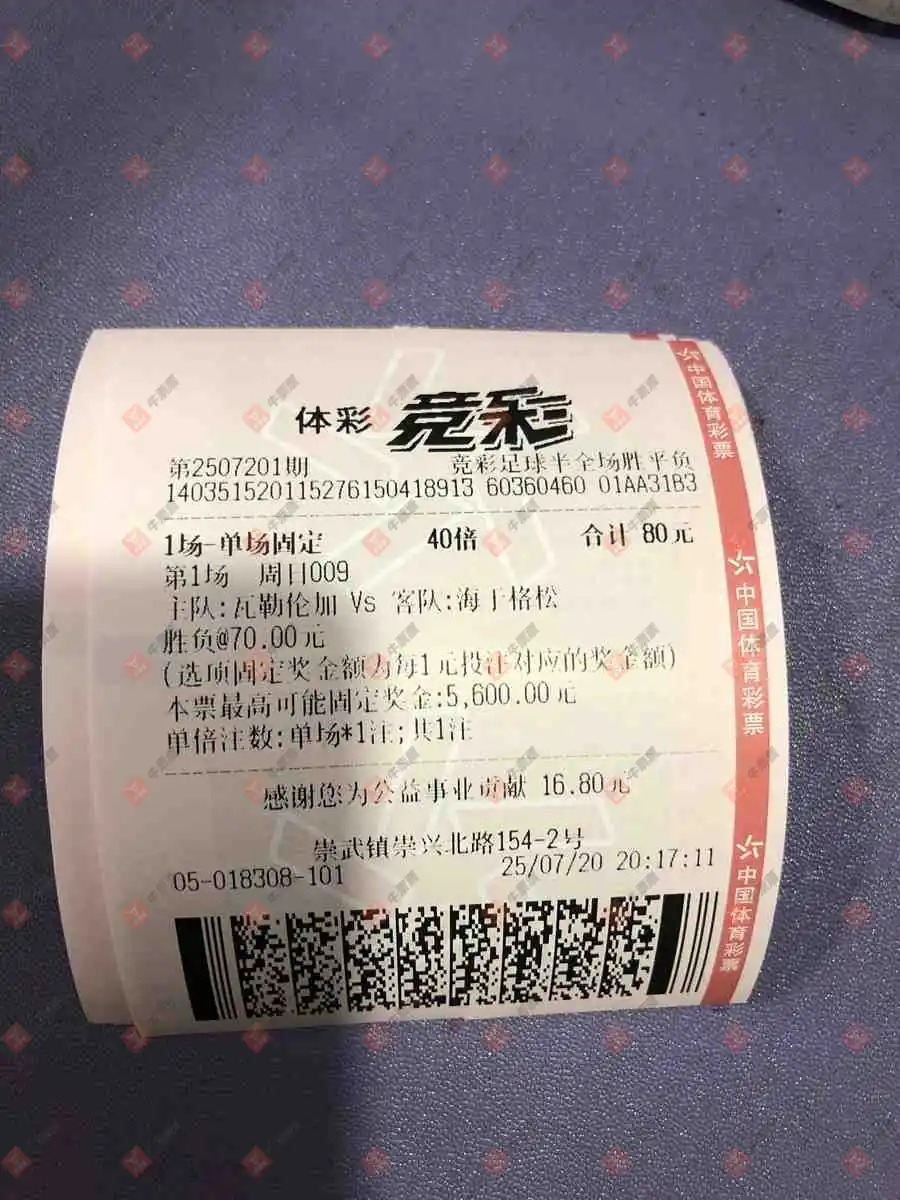 体彩 竞彩
第2507201期 竞彩足球半全场胜平负
140351520115276150418913 60360460 01AA31B3
1场-单场固定 40倍 合计 80元
第1场 周日009
主队:瓦勒伦加 Vs 客队:海于格松
胜负@70.00元
(选项固定奖金额为每1元投注对应的奖金额)
本票最高可能固定奖金:5,600.00元
单倍注数:单场*1注;共1注
感谢您为公益事业贡献 16.80元
崇武镇崇兴北路154-2号
05-018308-101 25/07/20 20:17:11
中国体育彩票
中国体育彩票
中国体育彩票